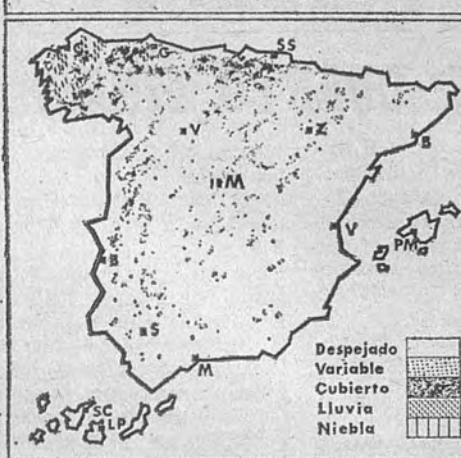 C G SS
V Z B
M
V PM
B
S
M
SC
LP
Despejado
Variable
Cubierto
Lluvia
Niebla